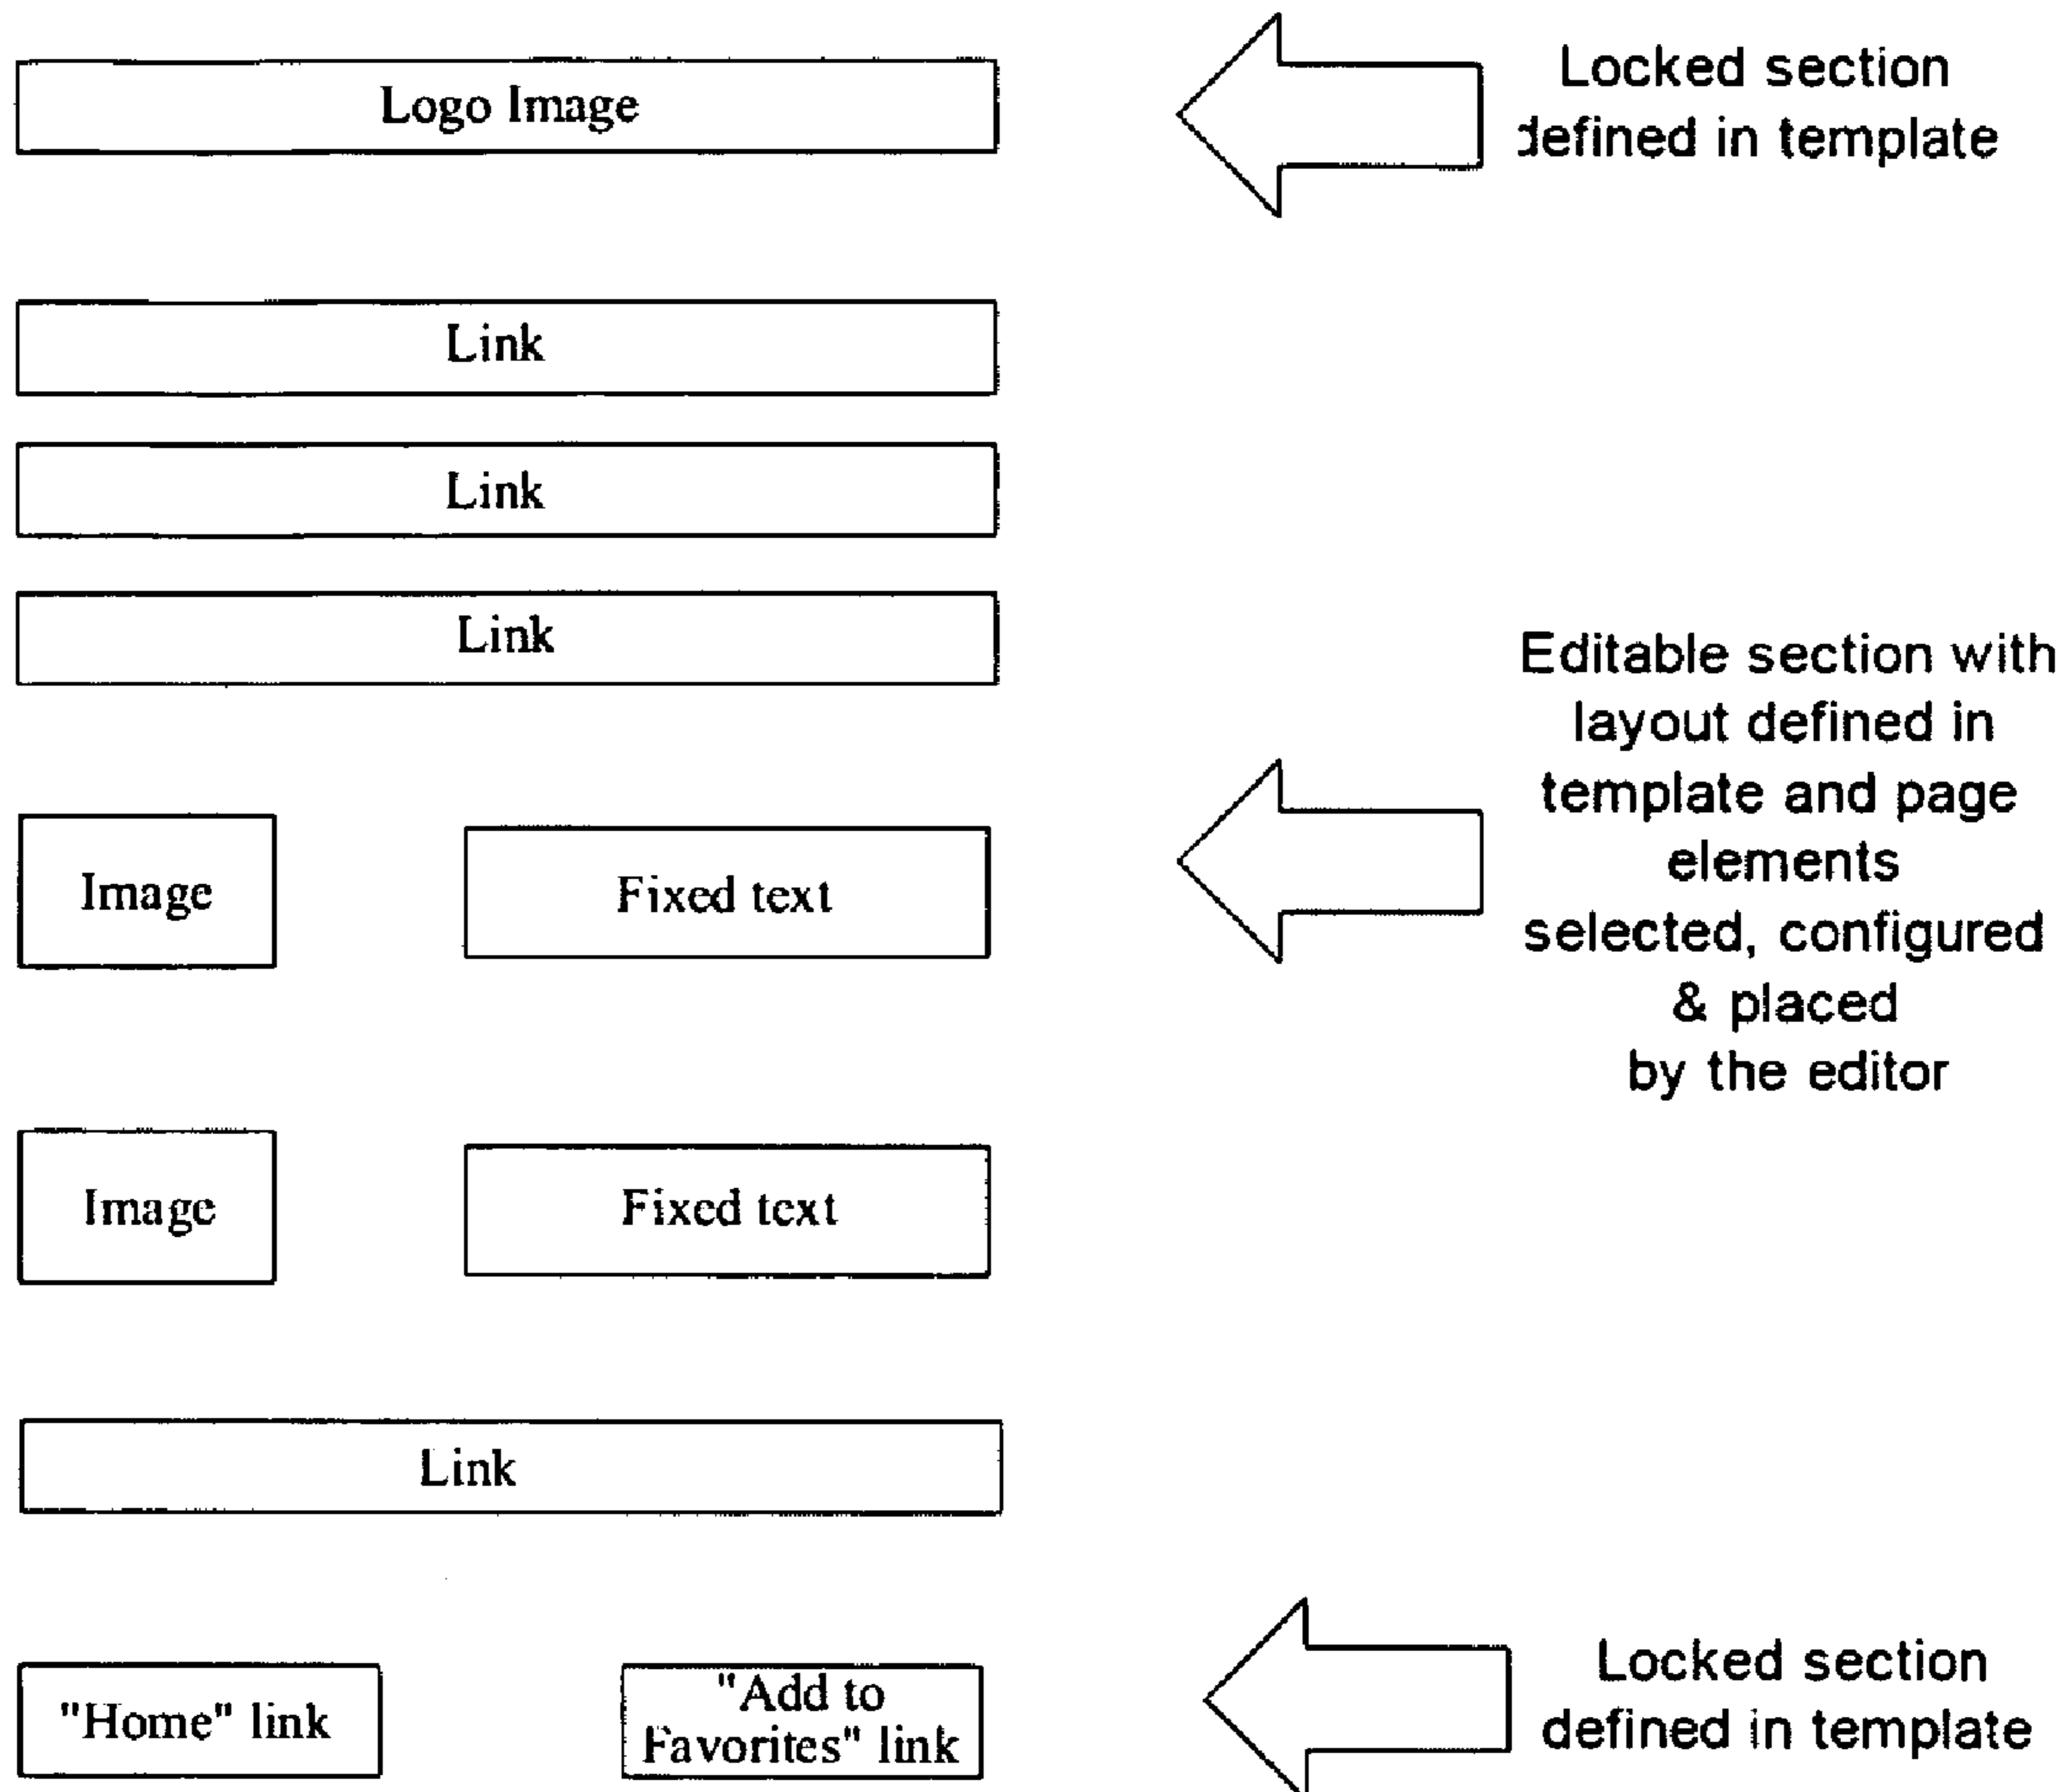 Logo Image
Locked section
defined in template
Link
Link
Link
Editable section with
layout defined in
template and page
elements
selected, configured
& placed
by the editor
Image
Fixed text
Image
Fixed text
Link
"Home" link
"Add to
Favorites" link
Locked section
defined in template